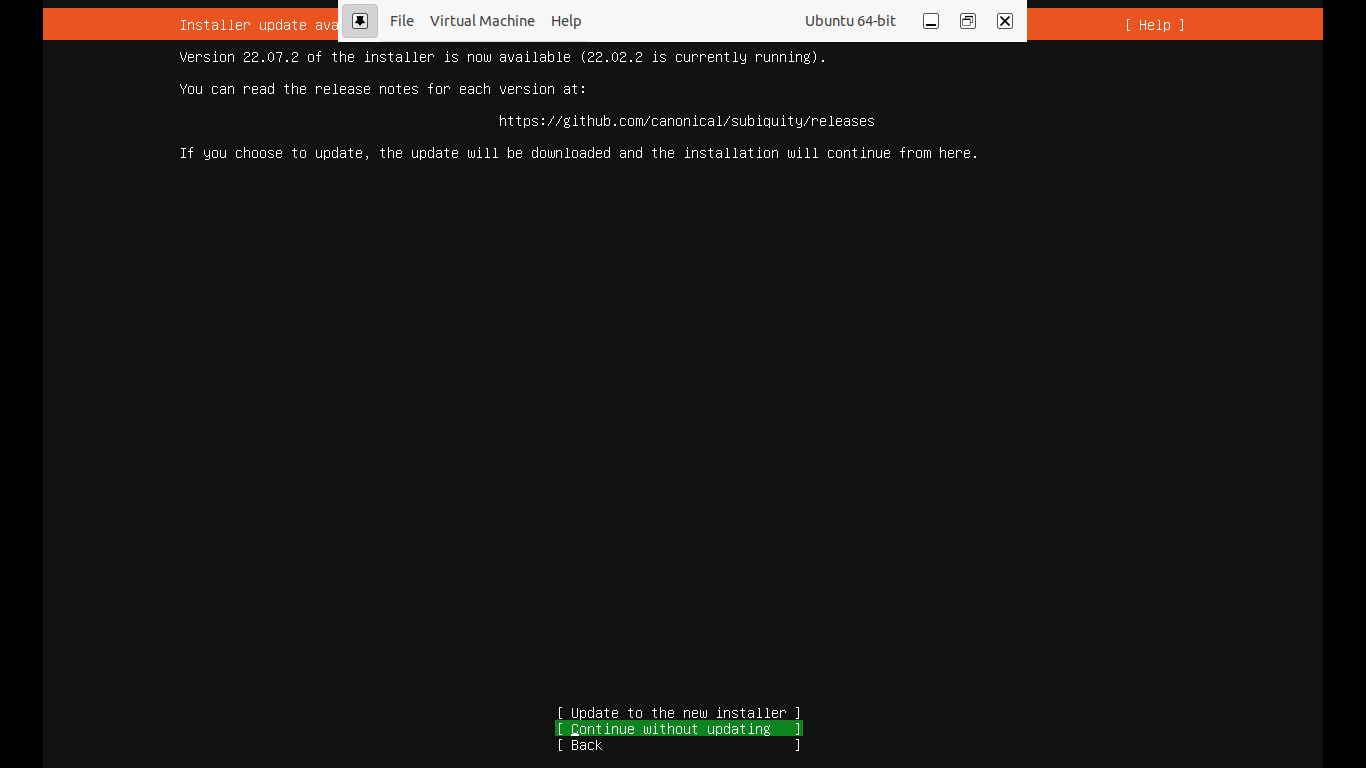 Installer update ava
File Virtual Machine Help Ubuntu 64-bit
[ Help ]
Version 22.07.2 of the installer is now available (22.02.2 is currently running).
You can read the release notes for each version at:
https://github.com/canonical/subiquity/releases
If you choose to update, the update will be downloaded and the installation will continue from here.
[ Update to the new installer ]
[ Continue without updating ]
[ Back ]